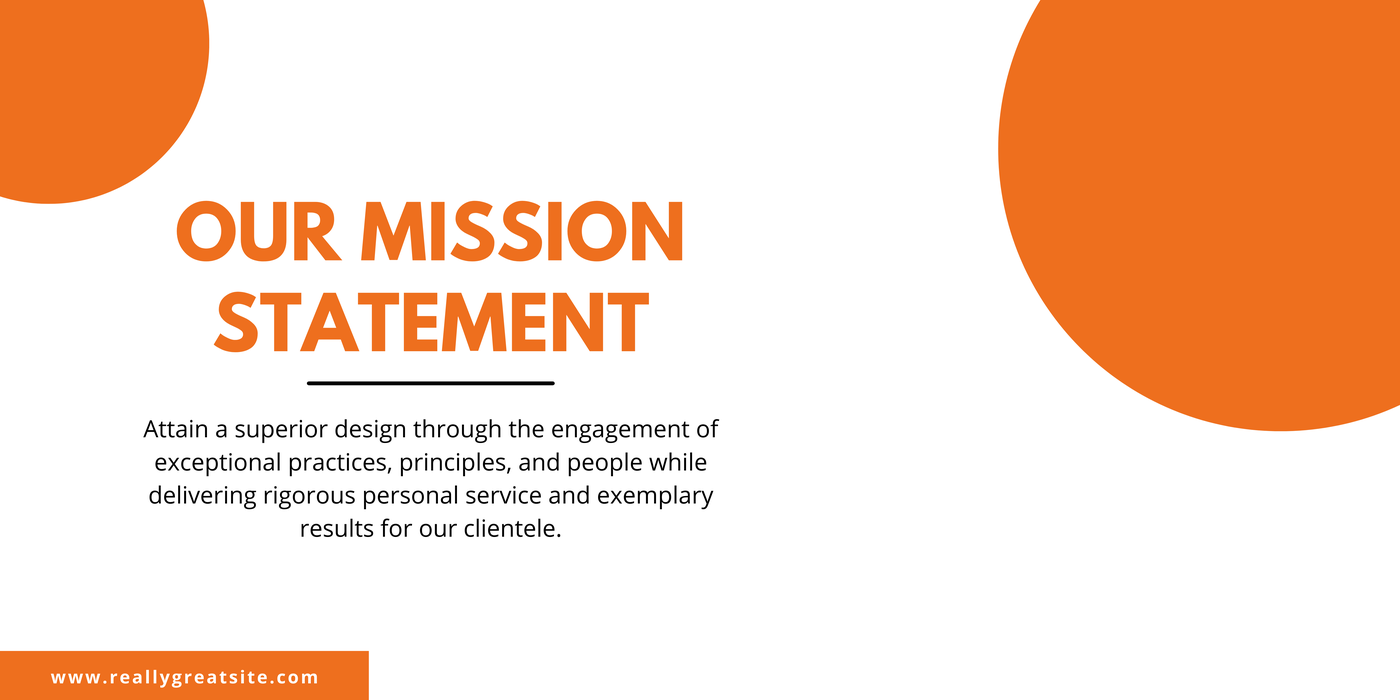 OUR MISSION
STATEMENT
Attain a superior design through the engagement of
exceptional practices, principles, and people while
delivering rigorous personal service and exemplary
results for our clientele.
www.reallygreatsite.com